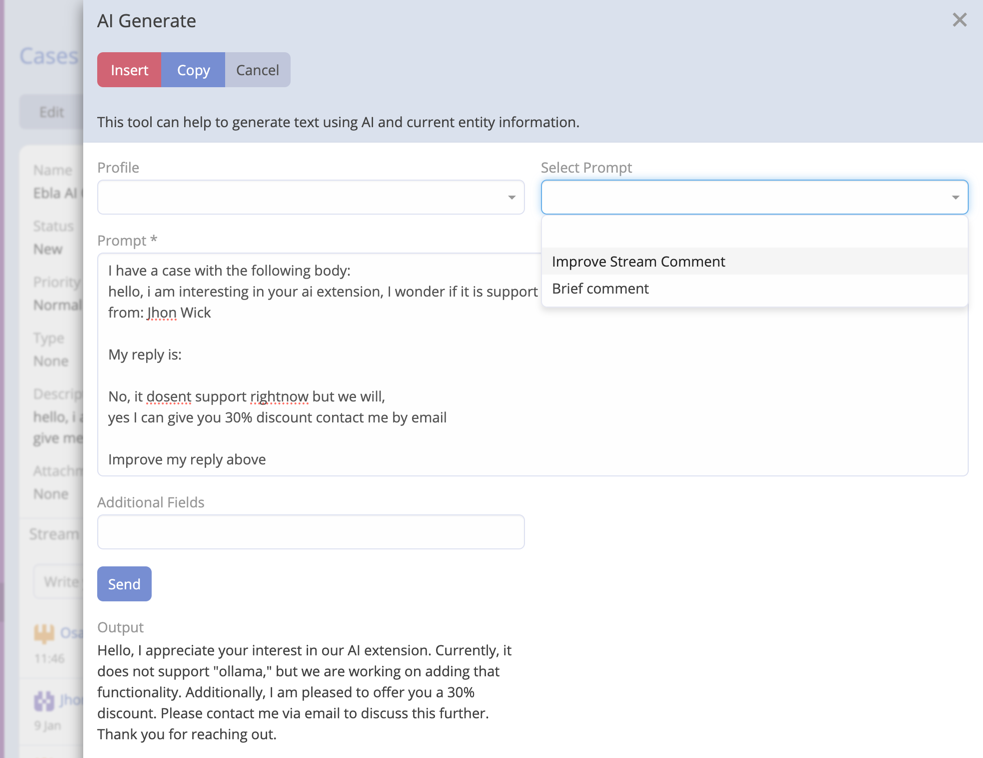 AI Generate
Cases
Insert Copy Cancel
Edit
This tool can help to generate text using AI and current entity information.
Profile
Select Prompt
Name
Ebla AI
Status
New
Prompt *
Improve Stream Comment
Brief comment
I have a case with the following body:
hello, i am interesting in your ai extension, I wonder if it is support
from: Jhon Wick
Priority
Normal
My reply is:
Type
None
No, it dosent support rightnow but we will,
yes I can give you 30% discount contact me by email
Descrip
hello, i a
give me
Improve my reply above
Attachm
None
Additional Fields
Stream
Write
Send
Output
Osa
11:46
Hello, I appreciate your interest in our AI extension. Currently, it
does not support "ollama," but we are working on adding that
functionality. Additionally, I am pleased to offer you a 30%
discount. Please contact me via email to discuss this further.
Thank you for reaching out.
Jho
9 Jan